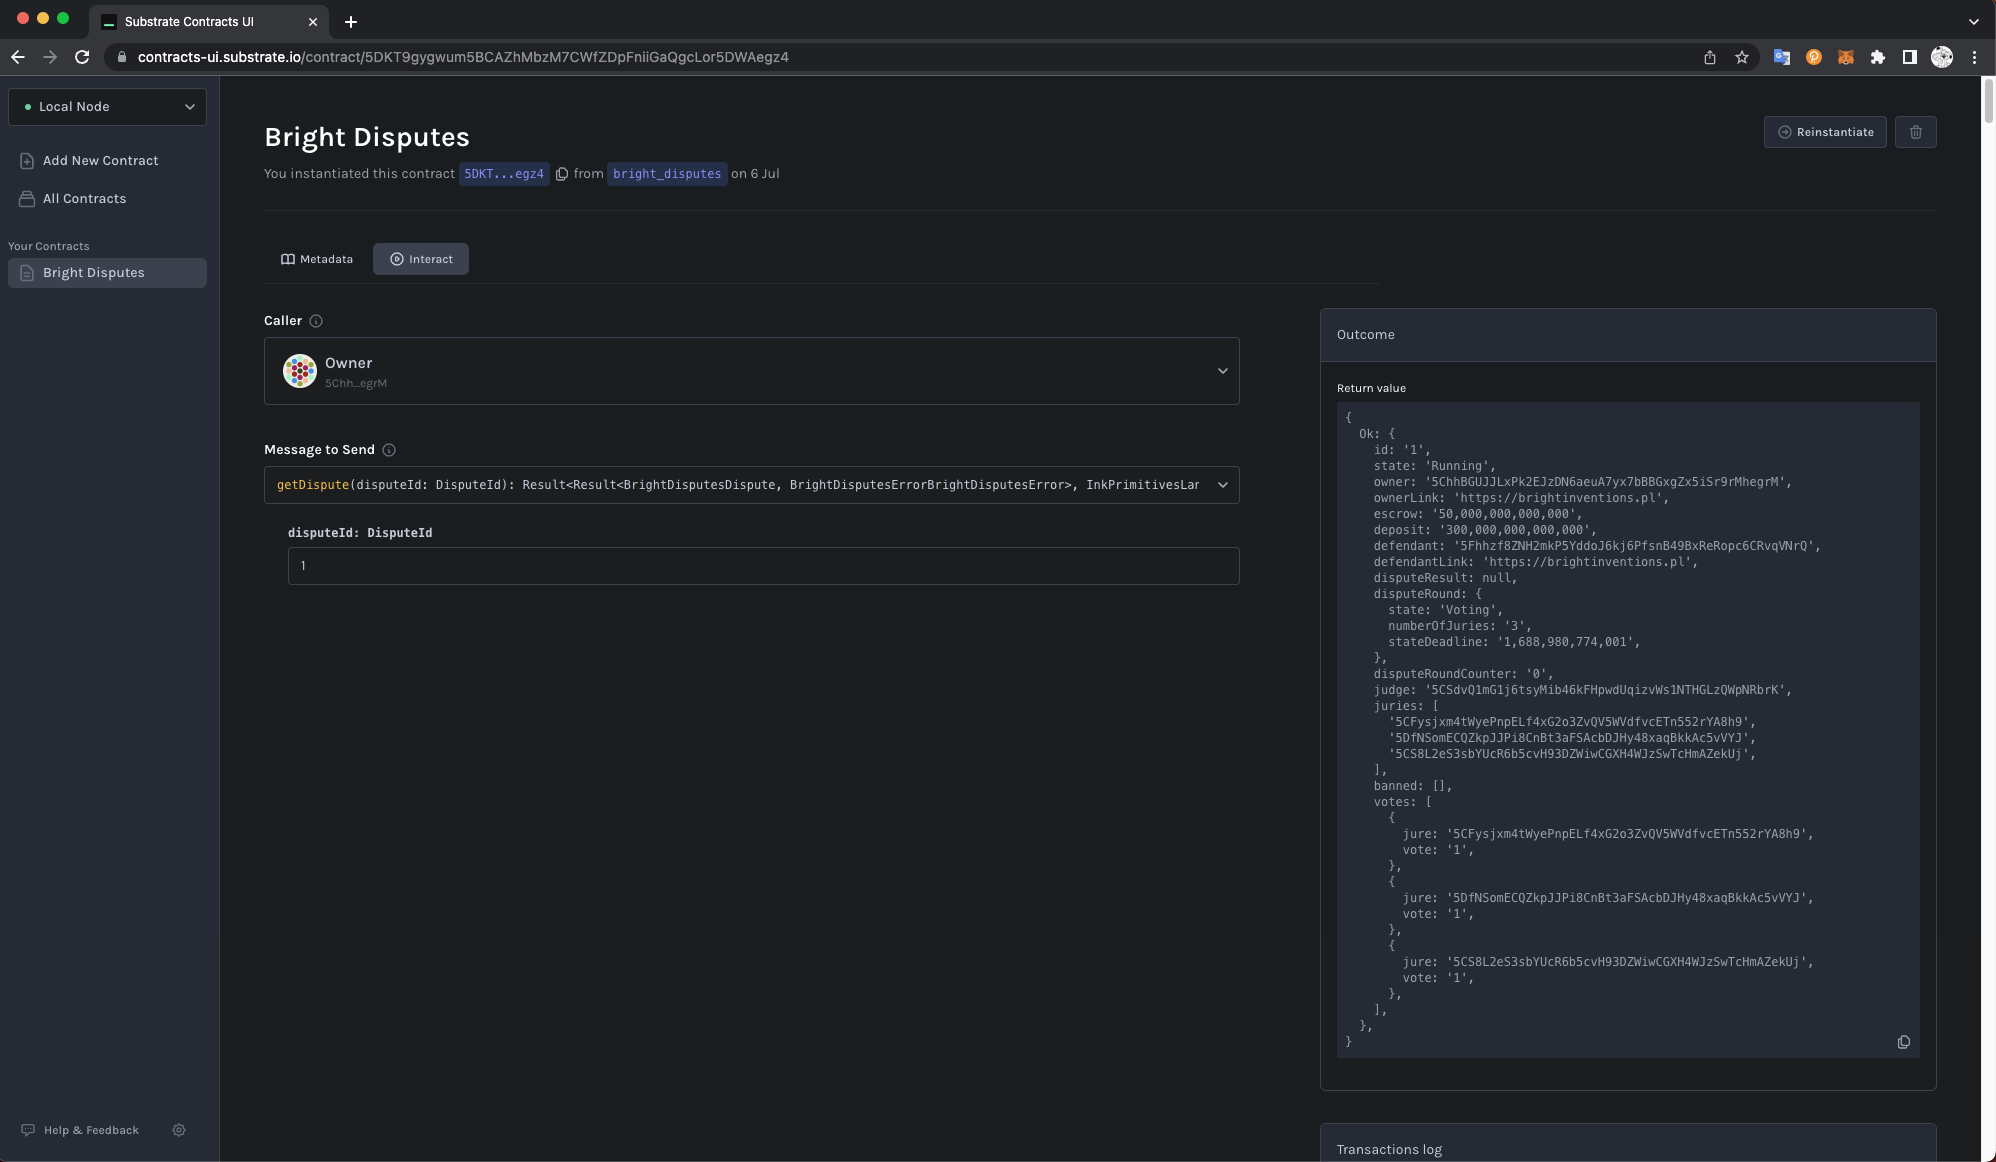 Substrate Contracts UI
contracts-ui.substrate.io/contract/5DKT9gygwum5BCAZhMbzM7CWfZDpFniiGaQgcLor5DWAegz4
Local Node
Add New Contract
All Contracts
Your Contracts
Bright Disputes
Help & Feedback
Bright Disputes
You instantiated this contract 5DKT...egz4 from bright_disputes on 6 Jul
Reinstantiate
Metadata
Interact
Caller
Owner
5Chh…egrM
Message to Send
getDispute(disputeId: DisputeId): Result<Result<BrightDisputesDispute, BrightDisputesErrorBrightDisputesError>, InkPrimitivesLar
disputeId: DisputeId
1
Outcome
Return value
{
Ok: {
id: '1',
state: 'Running',
owner: '5ChhBGUJJLxPk2EJzDN6aeuA7yx7bBBGxgZx5iSr9rMhegrM',
ownerLink: 'https://brightinventions.pl',
escrow: '50,000,000,000,000',
deposit: '300,000,000,000,000',
defendant: '5Fhhzf8ZNH2mkP5YddoJ6kj6PfsnB49BxReRopc6CRvqVNrQ',
defendantLink: 'https://brightinventions.pl',
disputeResult: null,
disputeRound: {
state: 'Voting',
numberOfJuries: '3',
stateDeadline: '1,688,980,774,001',
},
disputeRoundCounter: '0',
judge: '5CSdvQ1mG1j6tsyMib46kFHpwdUqizvWs1NTHGLzQWpNRbrK',
juries: [
'5CFysjxm4tWyePnpELf4xG2o3ZvQV5WVdfvcETn552rYA8h9',
'5DfNSomECQZkpJJPi8CnBt3aFSAcbDJHy48xaqBkkAc5vVYJ',
'5CS8L2eS3sbYUcR6b5cvH93DZWiwCGXH4WJzSwTcHmAZekUj',
],
banned: [],
votes: [
{
jure: '5CFysjxm4tWyePnpELf4xG2o3ZvQV5WVdfvcETn552rYA8h9',
vote: '1',
},
{
jure: '5DfNSomECQZkpJJPi8CnBt3aFSAcbDJHy48xaqBkkAc5vVYJ',
vote: '1',
},
{
jure: '5CS8L2eS3sbYUcR6b5cvH93DZWiwCGXH4WJzSwTcHmAZekUj',
vote: '1',
},
],
},
}
Transactions log